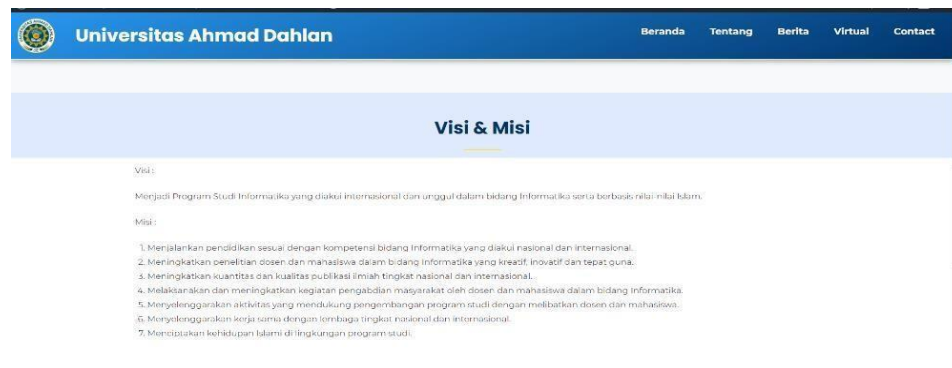 Universitas Ahmad Dahlan
Beranda Tentang Berita Virtual Contact
Visi & Misi
Visi :
Menjadi Program Studi Informatika yang diakui internasional dan unggul dalam bidang Informatika serta berbasis nilai-nilai Islam.
Misi :
1. Menjalankan pendidikan sesuai dengan kompetensi bidang Informatika yang diakui nasional dan internasional.
2. Meningkatkan penelitian dosen dan mahasiswa dalam bidang Informatika yang kreatif, inovatif dan tepat guna.
3. Meningkatkan kuantitas dan kualitas publikasi ilmiah tingkat nasional dan internasional.
4. Melaksanakan dan meningkatkan kegiatan pengabdian masyarakat oleh dosen dan mahasiswa dalam bidang Informatika.
5. Menyelenggarakan aktivitas yang mendukung pengembangan program studi dengan melibatkan dosen dan mahasiswa.
6. Menyelenggarakan kerja sama dengan lembaga tingkat nasional dan internasional.
7. Menciptakan kehidupan Islami di lingkungan program studi.